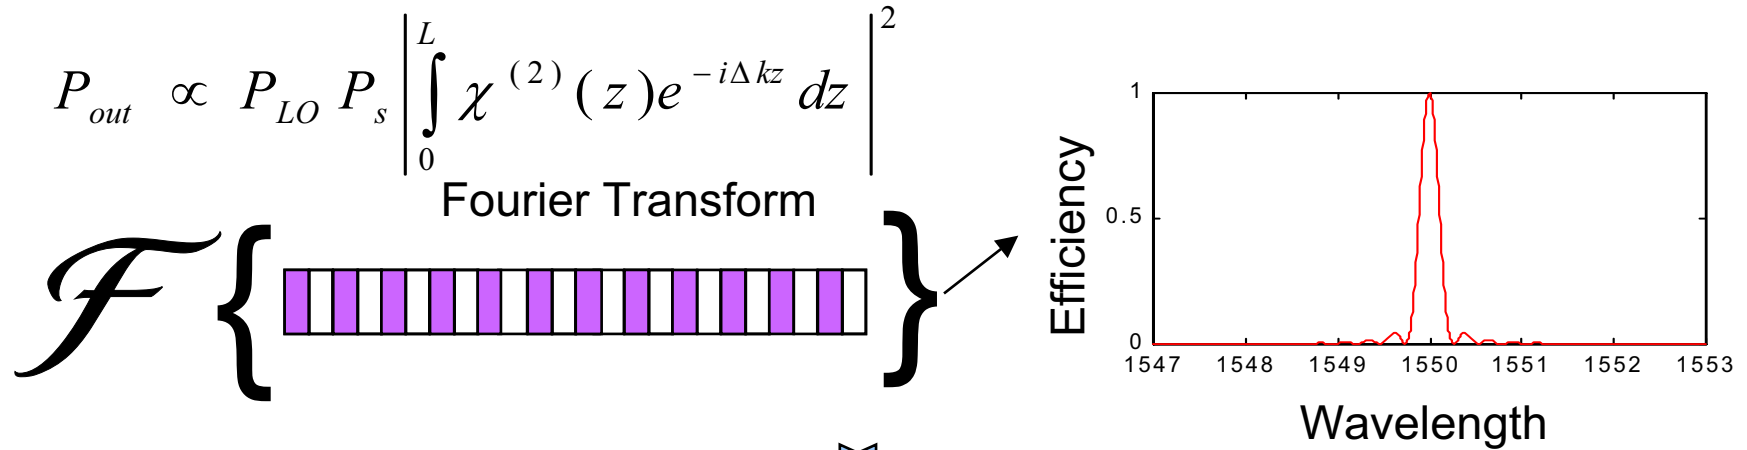 P_out ∝ P_LO P_s | ∫_0^L χ^(2) (z) e^{-iΔkz} dz |^2
Fourier Transform
ℱ { }
Efficiency
1
0.5
0
1547 1548 1549 1550 1551 1552 1553
Wavelength